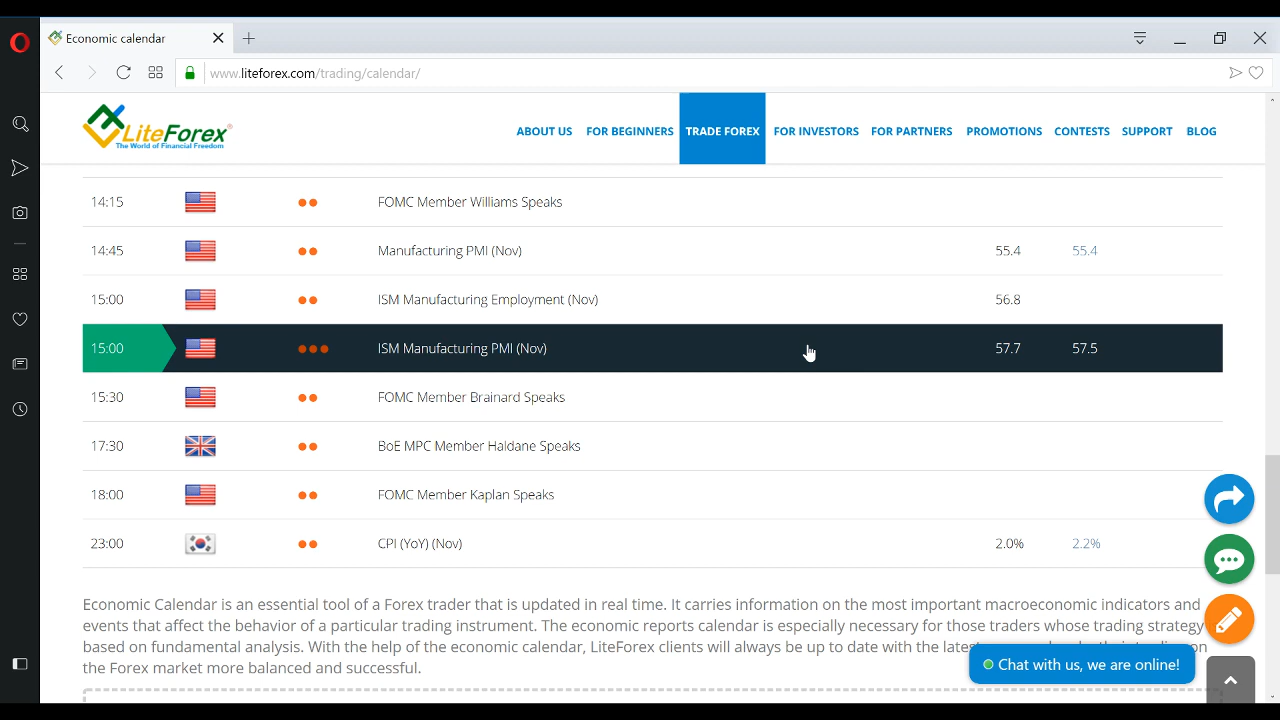 Economic calendar
www.liteforex.com/trading/calendar/
LiteForex
The World of Financial Freedom
ABOUT US FOR BEGINNERS TRADE FOREX FOR INVESTORS FOR PARTNERS PROMOTIONS CONTESTS SUPPORT BLOG
14:15 FOMC Member Williams Speaks
14:45 Manufacturing PMI (Nov) 55.4 55.4
15:00 ISM Manufacturing Employment (Nov) 56.8
15:00 ISM Manufacturing PMI (Nov) 57.7 57.5
15:30 FOMC Member Brainard Speaks
17:30 BoE MPC Member Haldane Speaks
18:00 FOMC Member Kaplan Speaks
23:00 CPI (YoY) (Nov) 2.0% 2.2%
Economic Calendar is an essential tool of a Forex trader that is updated in real time. It carries information on the most important macroeconomic indicators and
events that affect the behavior of a particular trading instrument. The economic reports calendar is especially necessary for those traders whose trading strategy
based on fundamental analysis. With the help of the economic calendar, LiteForex clients will always be up to date with the
the Forex market more balanced and successful.
Chat with us, we are online!